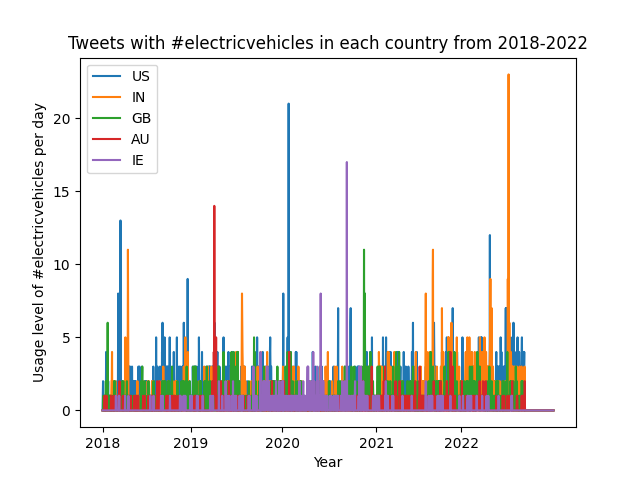 Tweets with #electricvehicles in each country from 2018-2022
US
IN
GB
AU
IE
Usage level of #electricvehicles per day
20
15
10
5
0
2018 2019 2020 2021 2022
Year